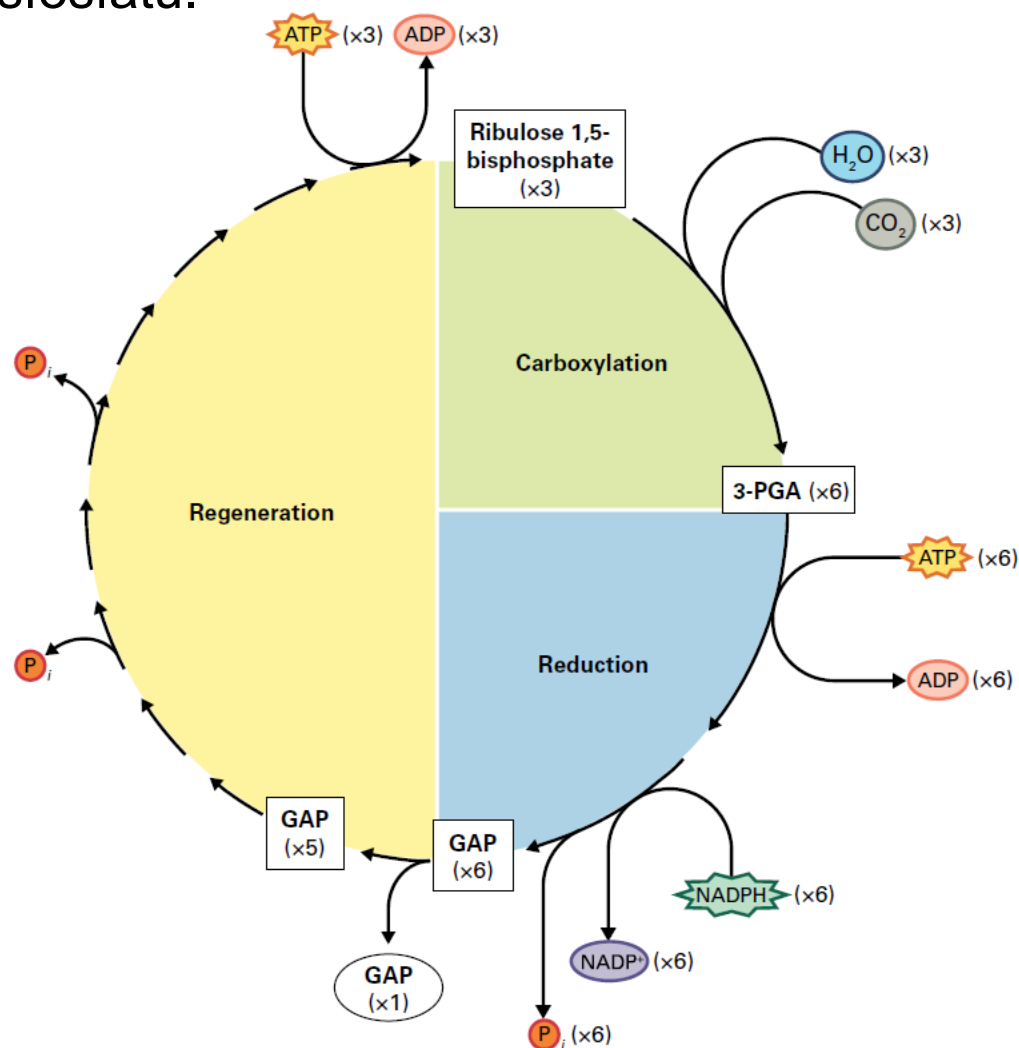 ATP (×3) ADP (×3)
Ribulose 1,5-
bisphosphate
(×3)
H₂O (×3)
CO₂ (×3)
Carboxylation
Pᵢ
3-PGA (×6)
Regeneration
ATP (×6)
Pᵢ
Reduction
ADP (×6)
GAP
(×5)
GAP
(×6)
NADPH (×6)
NADP⁺ (×6)
GAP
(×1)
Pᵢ (×6)